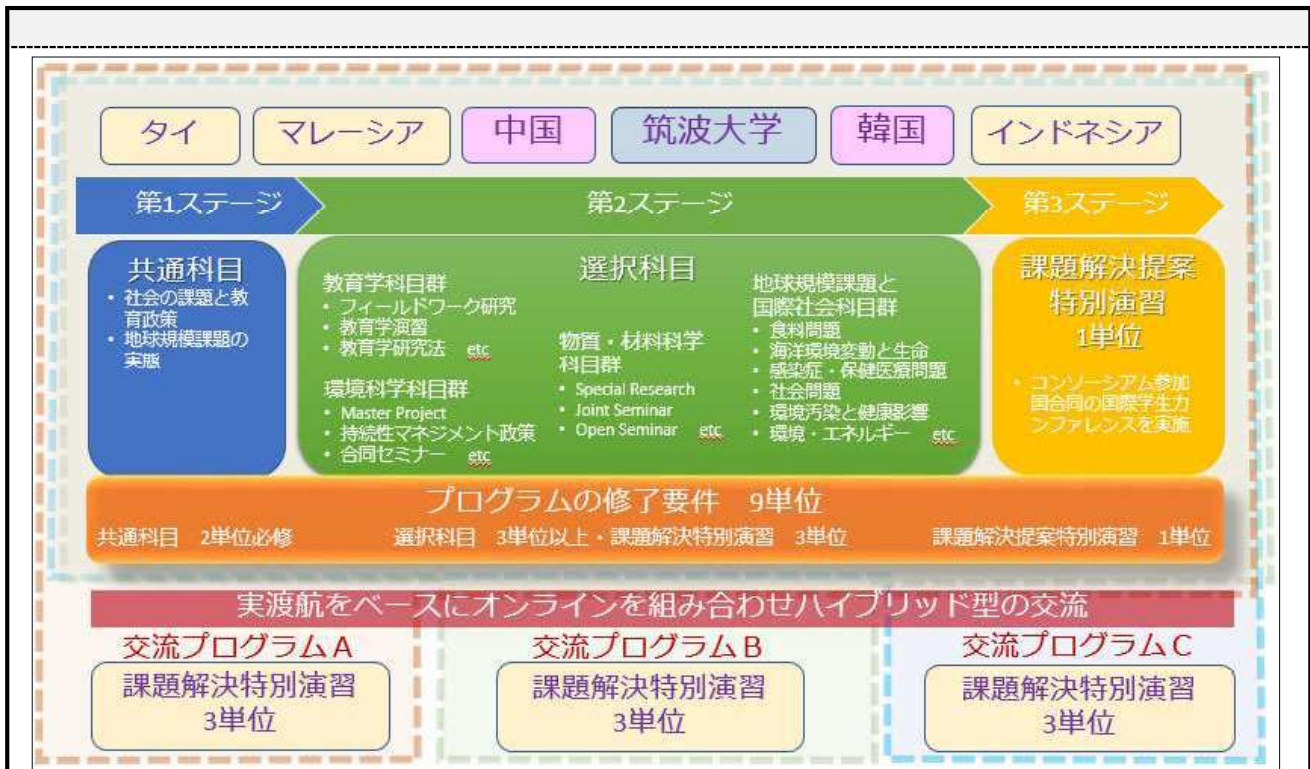 タイ
マレーシア
中国
筑波大学
韓国
インドネシア
第1ステージ
第2ステージ
第3ステージ
共通科目
・社会の課題と教
育政策
・地球規模課題の
実態
選択科目
教育学科目群
・フィールドワーク研究
・教育学演習
・教育学研究法 etc
環境科学科目群
・Master Project
・持続性マネジメント政策
・合同セミナー etc
物質・材料科学
科目群
・Special Research
・Joint Seminar
・Open Seminar etc
地球規模課題と
国際社会科目群
・食料問題
・海洋環境変動と生命
・感染症・保健医療問題
・社会問題
・環境汚染と健康影響
・環境・エネルギー etc
課題解決提案
特別演習
1単位
・コンソーシアム参加
国合同の国際学生カ
ンファレンスを実施
プログラムの修了要件 9単位
共通科目 2単位必修 選択科目 3単位以上・課題解決特別演習 3単位 課題解決提案特別演習 1単位
実渡航をベースにオンラインを組み合わせハイブリッド型の交流
交流プログラムA
課題解決特別演習
3単位
交流プログラムB
課題解決特別演習
3単位
交流プログラムC
課題解決特別演習
3単位